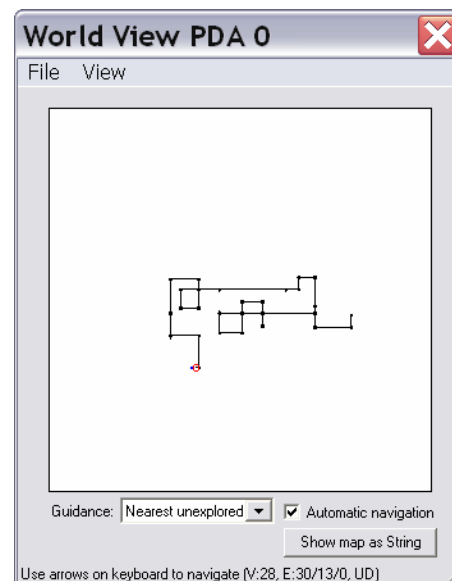 World View PDA 0
File View
Guidance: Nearest unexplored Automatic navigation
Show map as String
Use arrows on keyboard to navigate (V:28, E:30/13/0, UD)